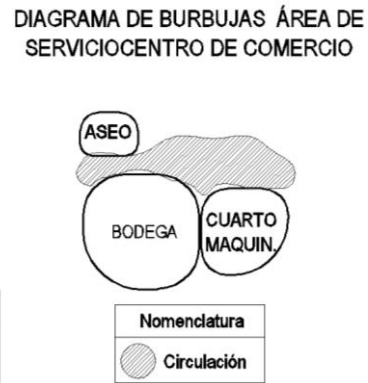 DIAGRAMA DE BURBUJAS ÁREA DE
SERVICIOCENTRO DE COMERCIO
ASEO
BODEGA
CUARTO
MAQUIN.
Nomenclatura
Circulación